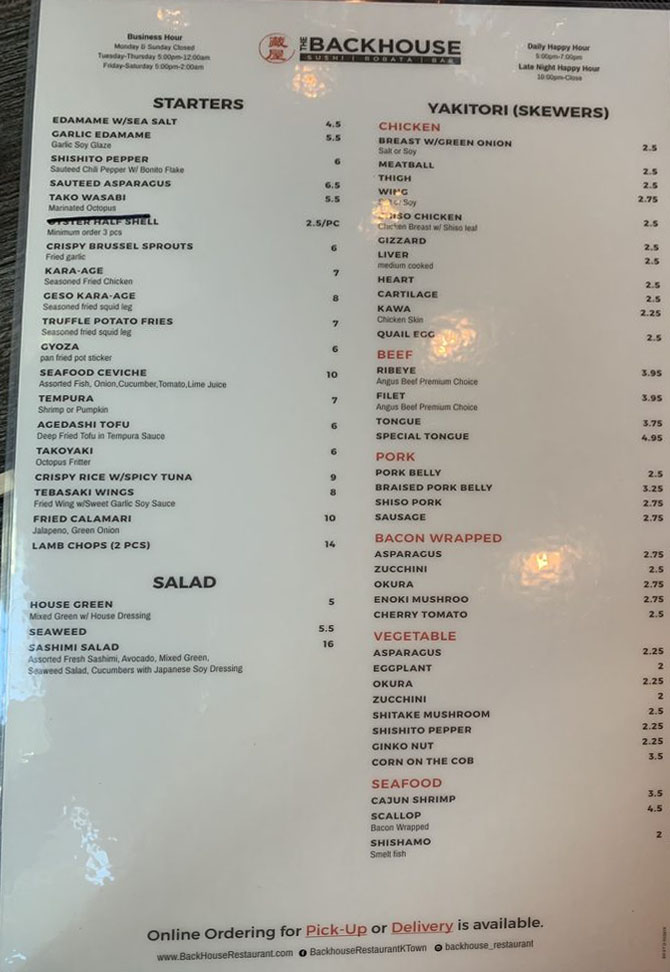 Business Hour
Monday & Sunday Closed
Tuesday-Thursday 5:00pm-12:00am
Friday-Saturday 5:00pm-2:00am
蔵屋
THE BACKHOUSE
SUSHI | ROBATA | BAR
Daily Happy Hour
5:00pm-7:00pm
Late Night Happy Hour
10:00pm-Close
STARTERS
EDAMAME W/SEA SALT 4.5
GARLIC EDAMAME 5.5
Garlic Soy Glaze
SHISHITO PEPPER 6
Sauteed Chili Pepper W/ Bonito Flake
SAUTEED ASPARAGUS 6.5
TAKO WASABI 5.5
Marinated Octopus
OYSTER HALF SHELL 2.5/PC
Minimum order 3 pcs
CRISPY BRUSSEL SPROUTS 6
Fried garlic
KARA-AGE 7
Seasoned Fried Chicken
GESO KARA-AGE 8
Seasoned fried squid leg
TRUFFLE POTATO FRIES 7
Seasoned fried squid leg
GYOZA 6
pan fried pot sticker
SEAFOOD CEVICHE 10
Assorted Fish, Onion,Cucumber,Tomato,Lime Juice
TEMPURA 7
Shrimp or Pumpkin
AGEDASHI TOFU 6
Deep Fried Tofu in Tempura Sauce
TAKOYAKI 6
Octopus Fritter
CRISPY RICE W/SPICY TUNA 9
TEBASAKI WINGS 8
Fried Wing w/Sweet Garlic Soy Sauce
FRIED CALAMARI 10
Jalapeno, Green Onion
LAMB CHOPS (2 PCS) 14
SALAD
HOUSE GREEN 5
Mixed Green w/ House Dressing
SEAWEED 5.5
SASHIMI SALAD 16
Assorted Fresh Sashimi, Avocado, Mixed Green,
Seaweed Salad, Cucumbers with Japanese Soy Dressing
YAKITORI (SKEWERS)
CHICKEN
BREAST W/GREEN ONION 2.5
Salt or Soy
MEATBALL 2.5
THIGH 2.5
WING 2.75
Soy
SHISO CHICKEN 2.5
Chicken Breast w/ Shiso leaf
GIZZARD 2.5
LIVER 2.5
medium cooked
HEART 2.5
CARTILAGE 2.5
KAWA 2.25
Chicken Skin
QUAIL EGG 2.5
BEEF
RIBEYE 3.95
Angus Beef Premium Choice
FILET 3.95
Angus Beef Premium Choice
TONGUE 3.75
SPECIAL TONGUE 4.95
PORK
PORK BELLY 2.5
BRAISED PORK BELLY 3.25
SHISO PORK 2.75
SAUSAGE 2.75
BACON WRAPPED
ASPARAGUS 2.75
ZUCCHINI 2.5
OKURA 2.75
ENOKI MUSHROO 2.75
CHERRY TOMATO 2.5
VEGETABLE
ASPARAGUS 2.25
EGGPLANT 2
OKURA 2.25
ZUCCHINI 2
SHITAKE MUSHROOM 2.5
SHISHITO PEPPER 2.25
GINKO NUT 2.25
CORN ON THE COB 3.5
SEAFOOD
CAJUN SHRIMP 3.5
SCALLOP 4.5
Bacon Wrapped
SHISHAMO 2
Smelt fish
Online Ordering for Pick-Up or Delivery is available.
www.BackHouseRestaurant.com BackhouseRestaurantKTown backhouse_restaurant